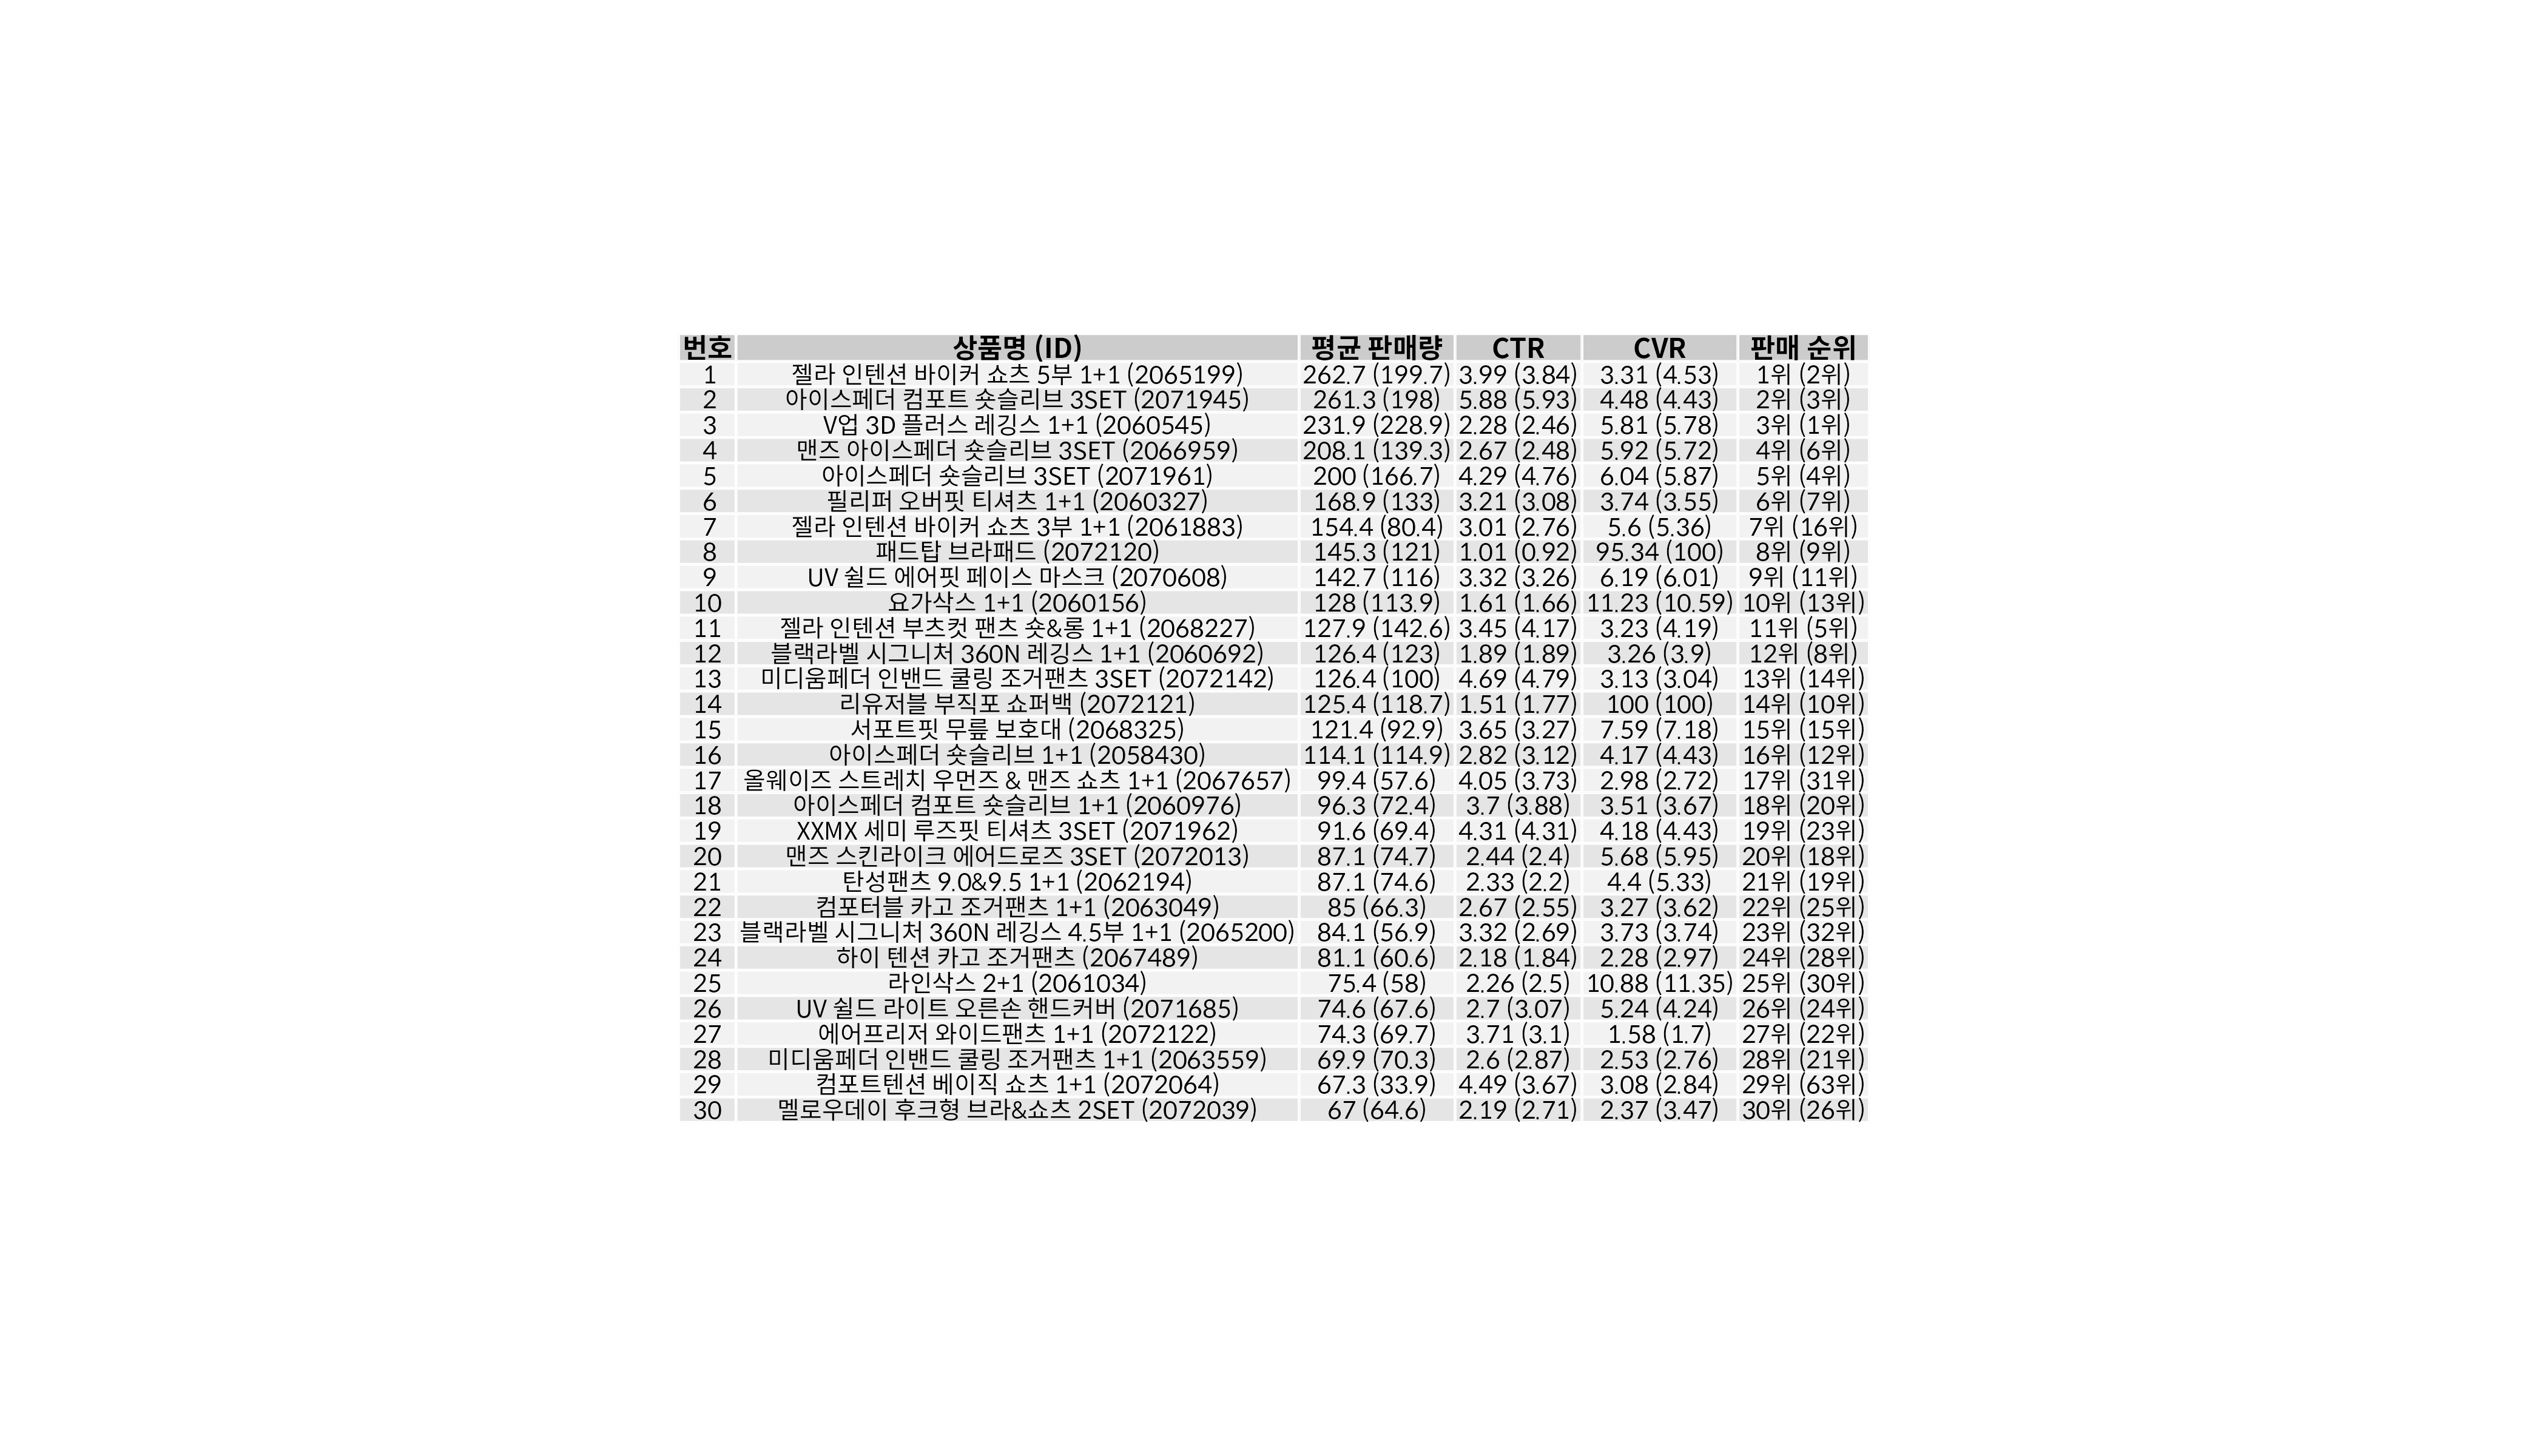 번호 상품명 (ID) 평균 판매량 CTR CVR 판매 순위
1 젤라 인텐션 바이커 쇼츠 5부 1+1 (2065199) 262.7 (199.7) 3.99 (3.84) 3.31 (4.53) 1위 (2위)
2 아이스페더 컴포트 숏슬리브 3SET (2071945) 261.3 (198) 5.88 (5.93) 4.48 (4.43) 2위 (3위)
3 V업 3D 플러스 레깅스 1+1 (2060545) 231.9 (228.9) 2.28 (2.46) 5.81 (5.78) 3위 (1위)
4 맨즈 아이스페더 숏슬리브 3SET (2066959) 208.1 (139.3) 2.67 (2.48) 5.92 (5.72) 4위 (6위)
5 아이스페더 숏슬리브 3SET (2071961) 200 (166.7) 4.29 (4.76) 6.04 (5.87) 5위 (4위)
6 필리퍼 오버핏 티셔츠 1+1 (2060327) 168.9 (133) 3.21 (3.08) 3.74 (3.55) 6위 (7위)
7 젤라 인텐션 바이커 쇼츠 3부 1+1 (2061883) 154.4 (80.4) 3.01 (2.76) 5.6 (5.36) 7위 (16위)
8 패드탑 브라패드 (2072120) 145.3 (121) 1.01 (0.92) 95.34 (100) 8위 (9위)
9 UV 쉴드 에어핏 페이스 마스크 (2070608) 142.7 (116) 3.32 (3.26) 6.19 (6.01) 9위 (11위)
10 요가삭스 1+1 (2060156) 128 (113.9) 1.61 (1.66) 11.23 (10.59) 10위 (13위)
11 젤라 인텐션 부츠컷 팬츠 숏&롱 1+1 (2068227) 127.9 (142.6) 3.45 (4.17) 3.23 (4.19) 11위 (5위)
12 블랙라벨 시그니처 360N 레깅스 1+1 (2060692) 126.4 (123) 1.89 (1.89) 3.26 (3.9) 12위 (8위)
13 미디움페더 인밴드 쿨링 조거팬츠 3SET (2072142) 126.4 (100) 4.69 (4.79) 3.13 (3.04) 13위 (14위)
14 리유저블 부직포 쇼퍼백 (2072121) 125.4 (118.7) 1.51 (1.77) 100 (100) 14위 (10위)
15 서포트핏 무릎 보호대 (2068325) 121.4 (92.9) 3.65 (3.27) 7.59 (7.18) 15위 (15위)
16 아이스페더 숏슬리브 1+1 (2058430) 114.1 (114.9) 2.82 (3.12) 4.17 (4.43) 16위 (12위)
17 올웨이즈 스트레치 우먼즈 & 맨즈 쇼츠 1+1 (2067657) 99.4 (57.6) 4.05 (3.73) 2.98 (2.72) 17위 (31위)
18 아이스페더 컴포트 숏슬리브 1+1 (2060976) 96.3 (72.4) 3.7 (3.88) 3.51 (3.67) 18위 (20위)
19 XXMX 세미 루즈핏 티셔츠 3SET (2071962) 91.6 (69.4) 4.31 (4.31) 4.18 (4.43) 19위 (23위)
20 맨즈 스킨라이크 에어드로즈 3SET (2072013) 87.1 (74.7) 2.44 (2.4) 5.68 (5.95) 20위 (18위)
21 탄성팬츠 9.0&9.5 1+1 (2062194) 87.1 (74.6) 2.33 (2.2) 4.4 (5.33) 21위 (19위)
22 컴포터블 카고 조거팬츠 1+1 (2063049) 85 (66.3) 2.67 (2.55) 3.27 (3.62) 22위 (25위)
23 블랙라벨 시그니처 360N 레깅스 4.5부 1+1 (2065200) 84.1 (56.9) 3.32 (2.69) 3.73 (3.74) 23위 (32위)
24 하이 텐션 카고 조거팬츠 (2067489) 81.1 (60.6) 2.18 (1.84) 2.28 (2.97) 24위 (28위)
25 라인삭스 2+1 (2061034) 75.4 (58) 2.26 (2.5) 10.88 (11.35) 25위 (30위)
26 UV 쉴드 라이트 오른손 핸드커버 (2071685) 74.6 (67.6) 2.7 (3.07) 5.24 (4.24) 26위 (24위)
27 에어프리저 와이드팬츠 1+1 (2072122) 74.3 (69.7) 3.71 (3.1) 1.58 (1.7) 27위 (22위)
28 미디움페더 인밴드 쿨링 조거팬츠 1+1 (2063559) 69.9 (70.3) 2.6 (2.87) 2.53 (2.76) 28위 (21위)
29 컴포트텐션 베이직 쇼츠 1+1 (2072064) 67.3 (33.9) 4.49 (3.67) 3.08 (2.84) 29위 (63위)
30 멜로우데이 후크형 브라&쇼츠 2SET (2072039) 67 (64.6) 2.19 (2.71) 2.37 (3.47) 30위 (26위)